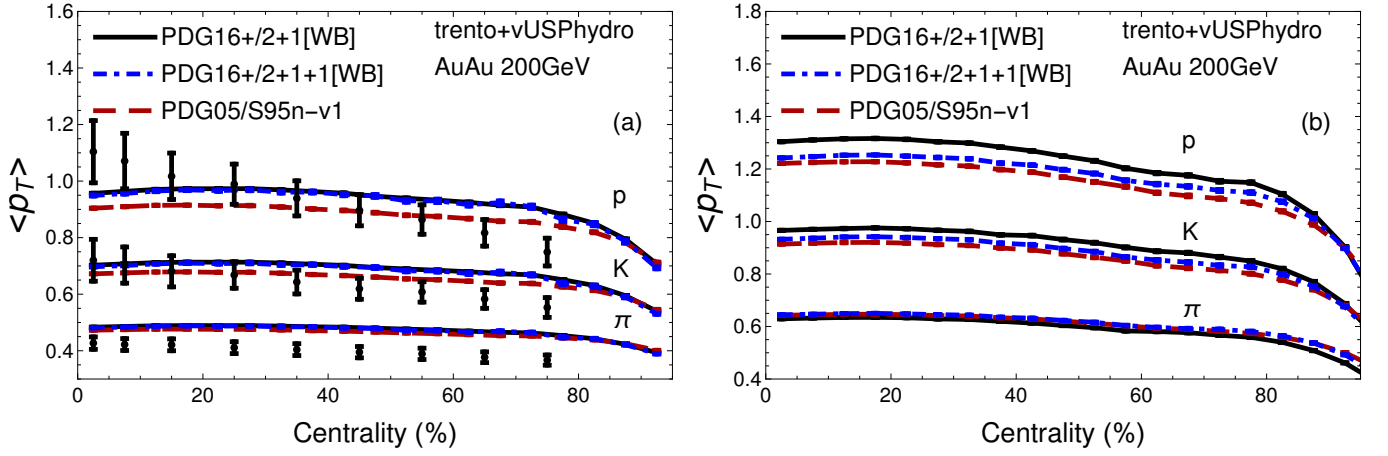 PDG16+/2+1[WB]
PDG16+/2+1+1[WB]
PDG05/S95n-v1
trento+vUSPhydro
AuAu 200GeV
(a)
p
K
π
1.6
1.4
1.2
1.0
0.8
0.6
0.4
<pT>
0 20 40 60 80
Centrality (%)
PDG16+/2+1[WB]
PDG16+/2+1+1[WB]
PDG05/S95n-v1
trento+vUSPhydro
AuAu 200GeV
(b)
p
K
π
1.8
1.6
1.4
1.2
1.0
0.8
0.6
0.4
<pT>
0 20 40 60 80
Centrality (%)